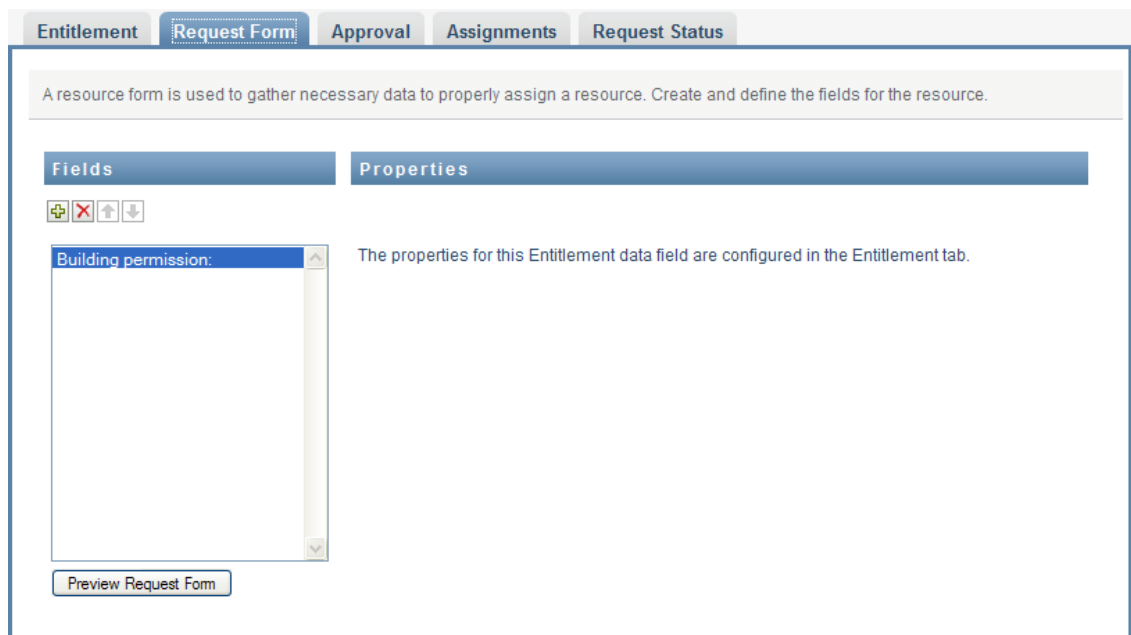 Entitlement Request Form Approval Assignments Request Status
A resource form is used to gather necessary data to properly assign a resource. Create and define the fields for the resource.
Fields
Properties
Building permission:
The properties for this Entitlement data field are configured in the Entitlement tab.
Preview Request Form